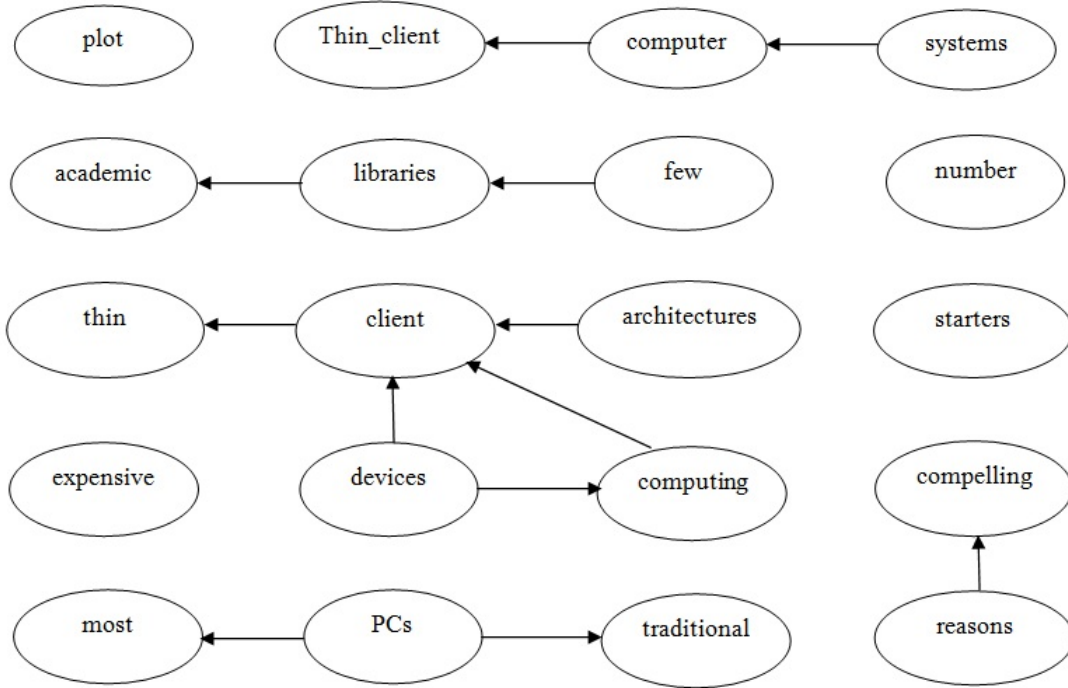 plot
Thin_client
computer
systems
academic
libraries
few
number
thin
client
architectures
starters
expensive
devices
computing
compelling
most
PCs
traditional
reasons